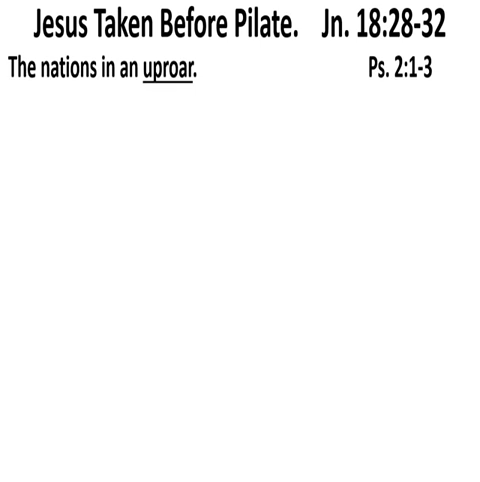 Jesus Taken Before Pilate. Jn. 18:28-32
The nations in an uproar. Ps. 2:1-3